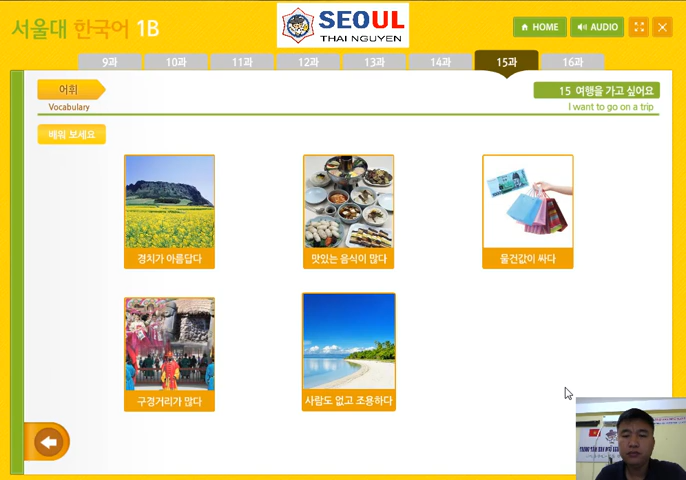 서울대 한국어 1B
SEOUL
THAI NGUYEN
HOME
AUDIO
9과
10과
11과
12과
13과
14과
15과
16과
어휘
Vocabulary
15 여행을 가고 싶어요
I want to go on a trip
배워 보세요
경치가 아름답다
맛있는 음식이 많다
물건값이 싸다
구경거리가 많다
사람도 없고 조용하다